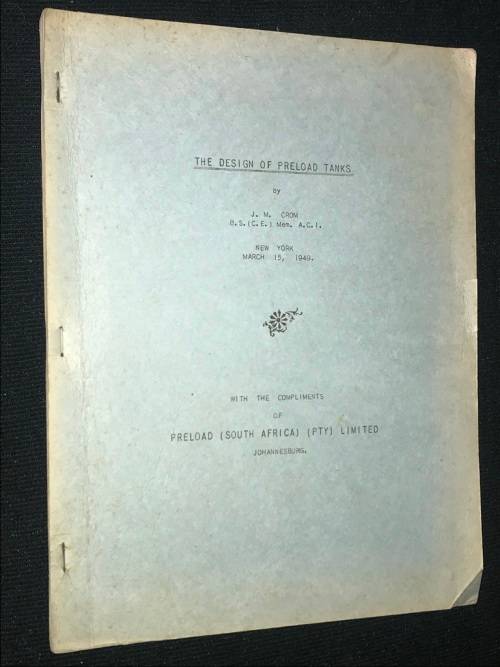 THE DESIGN OF PRELOAD TANKS
by
J. M. CROM
B.S.(C.E.) Mem. A.C.I.
NEW YORK
MARCH 15, 1949.
WITH THE COMPLIMENTS
OF
PRELOAD (SOUTH AFRICA) (PTY) LIMITED
JOHANNESBURG.